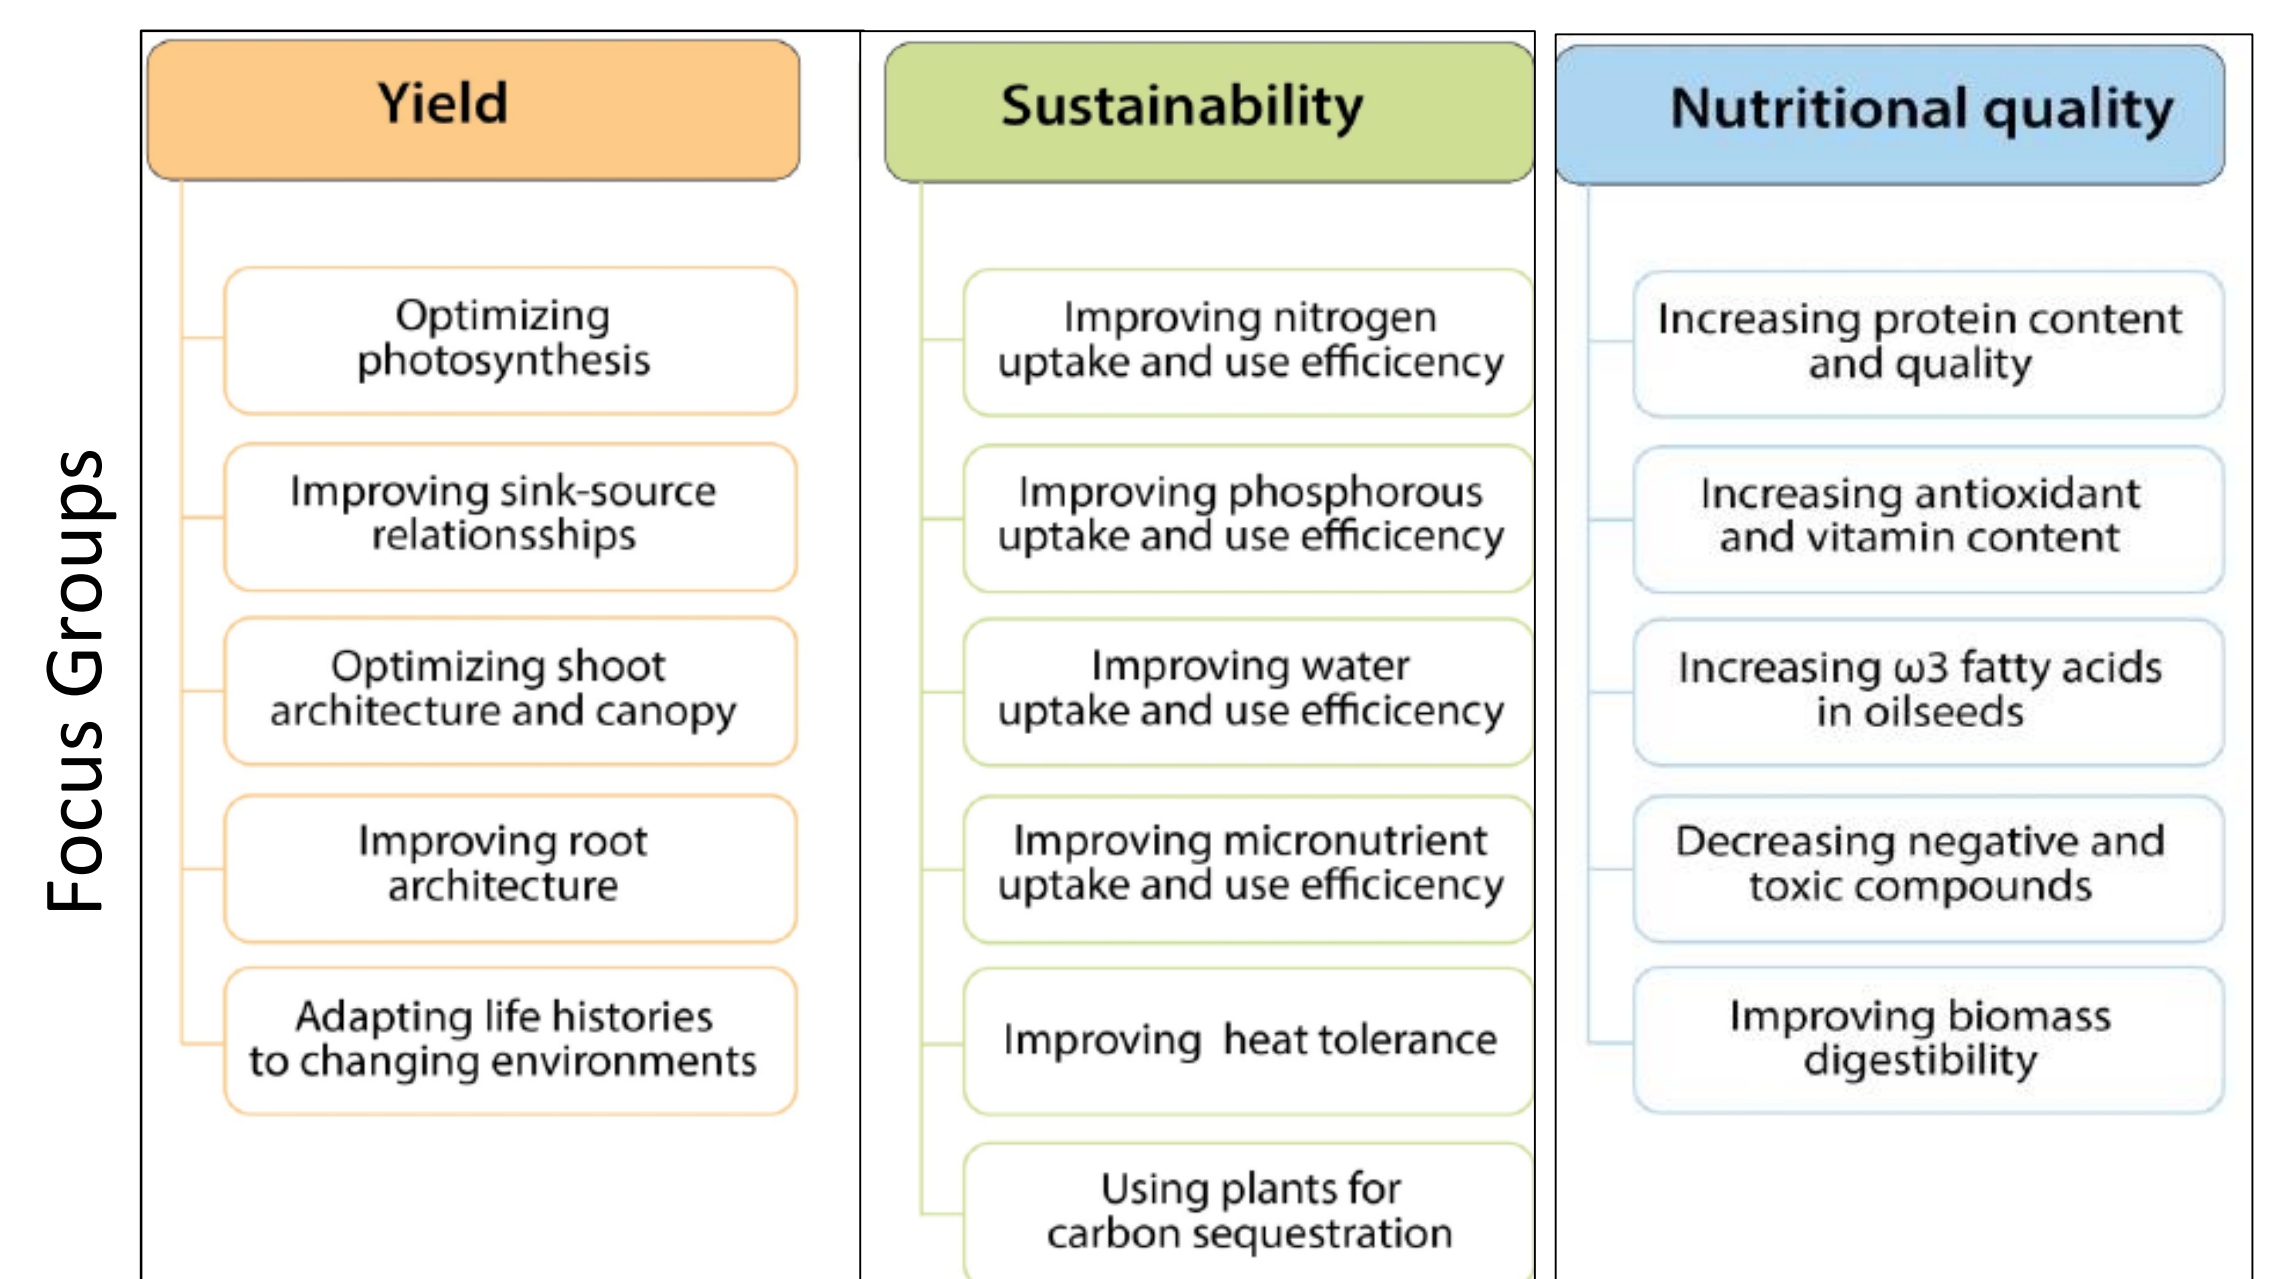 Focus Groups
Yield
Optimizing
photosynthesis
Improving sink-source
relationsships
Optimizing shoot
architecture and canopy
Improving root
architecture
Adapting life histories
to changing environments
Sustainability
Improving nitrogen
uptake and use efficicency
Improving phosphorous
uptake and use efficicency
Improving water
uptake and use efficicency
Improving micronutrient
uptake and use efficicency
Improving heat tolerance
Using plants for
carbon sequestration
Nutritional quality
Increasing protein content
and quality
Increasing antioxidant
and vitamin content
Increasing ω3 fatty acids
in oilseeds
Decreasing negative and
toxic compounds
Improving biomass
digestibility